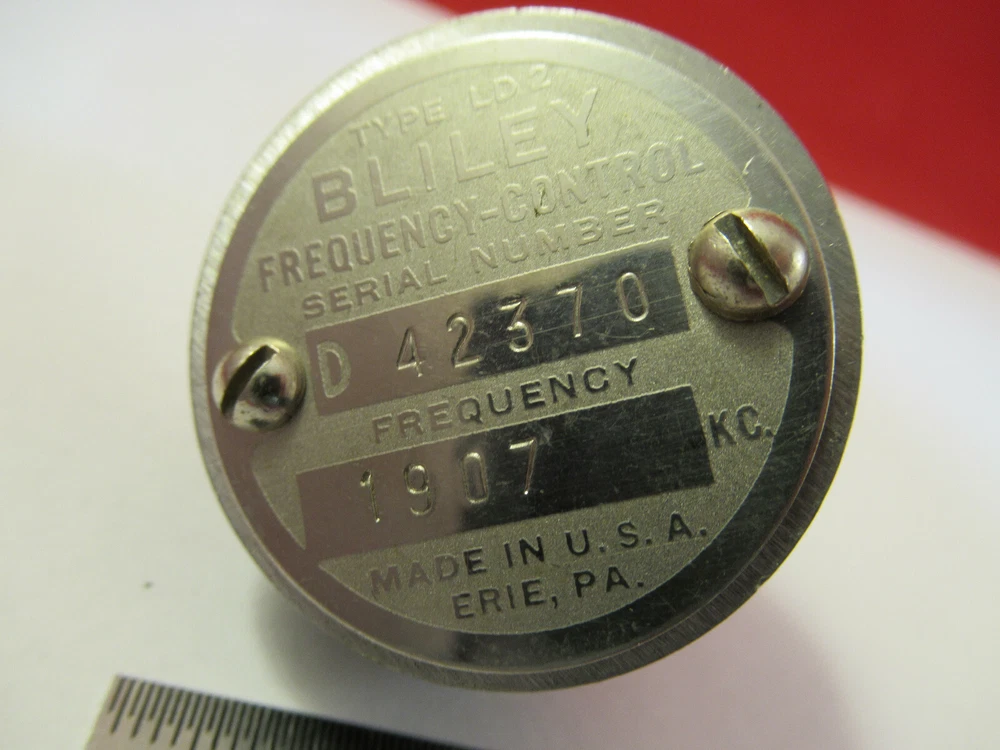 TYPE LD2
BLILEY
FREQUENCY-CONTROL
SERIAL NUMBER
D 42370
FREQUENCY
1907 KC.
MADE IN U.S.A.
ERIE, PA.